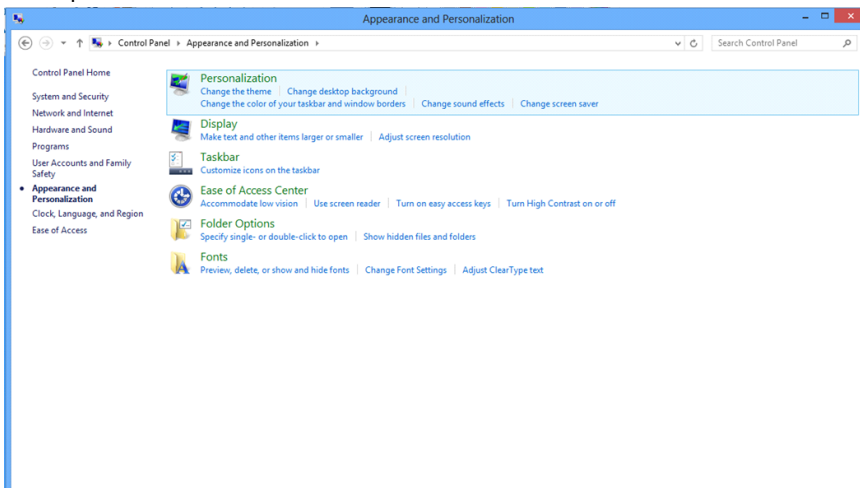 Appearance and Personalization
Control Panel Appearance and Personalization
Search Control Panel
Control Panel Home
System and Security
Network and Internet
Hardware and Sound
Programs
User Accounts and Family
Safety
Appearance and
Personalization
Clock, Language, and Region
Ease of Access
Personalization
Change the theme Change desktop background
Change the color of your taskbar and window borders Change sound effects Change screen saver
Display
Make text and other items larger or smaller Adjust screen resolution
Taskbar
Customize icons on the taskbar
Ease of Access Center
Accommodate low vision Use screen reader Turn on easy access keys Turn High Contrast on or off
Folder Options
Specify single- or double-click to open Show hidden files and folders
Fonts
Preview, delete, or show and hide fonts Change Font Settings Adjust ClearType text